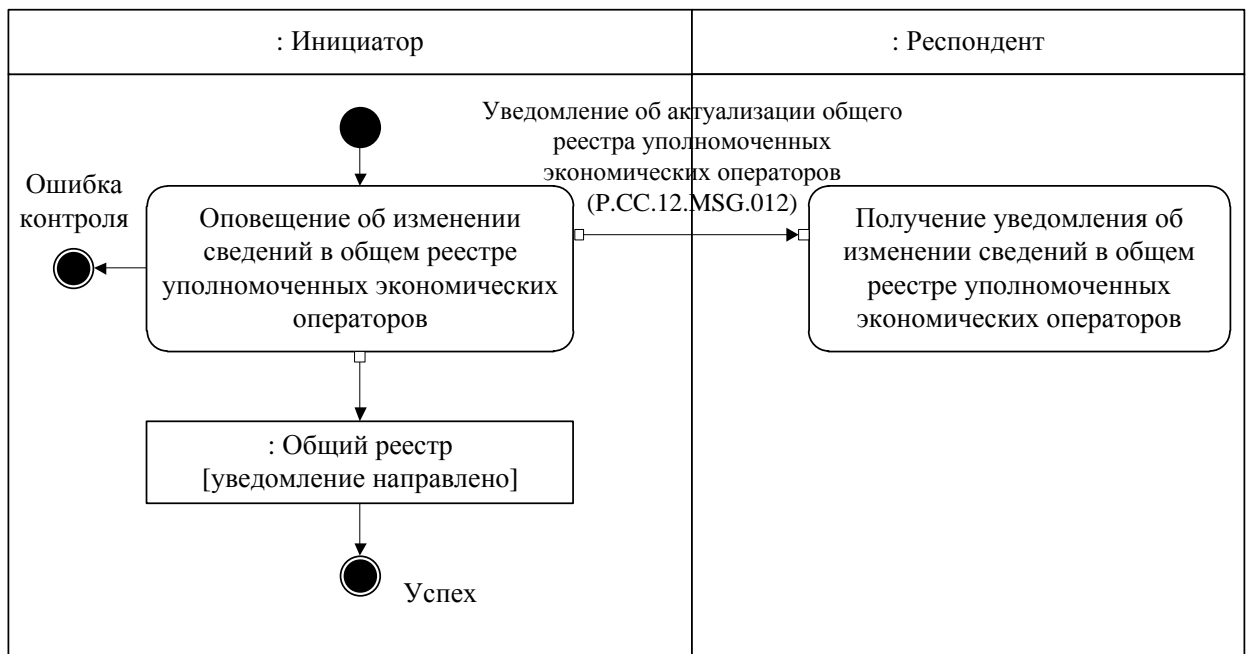 : Инициатор
: Респондент
Уведомление об актуализации общего
реестра уполномоченных
экономических операторов
(P.CC.12.MSG.012)
Ошибка
контроля
Оповещение об изменении
сведений в общем реестре
уполномоченных экономических
операторов
Получение уведомления об
изменении сведений в общем
реестре уполномоченных
экономических операторов
: Общий реестр
[уведомление направлено]
Успех